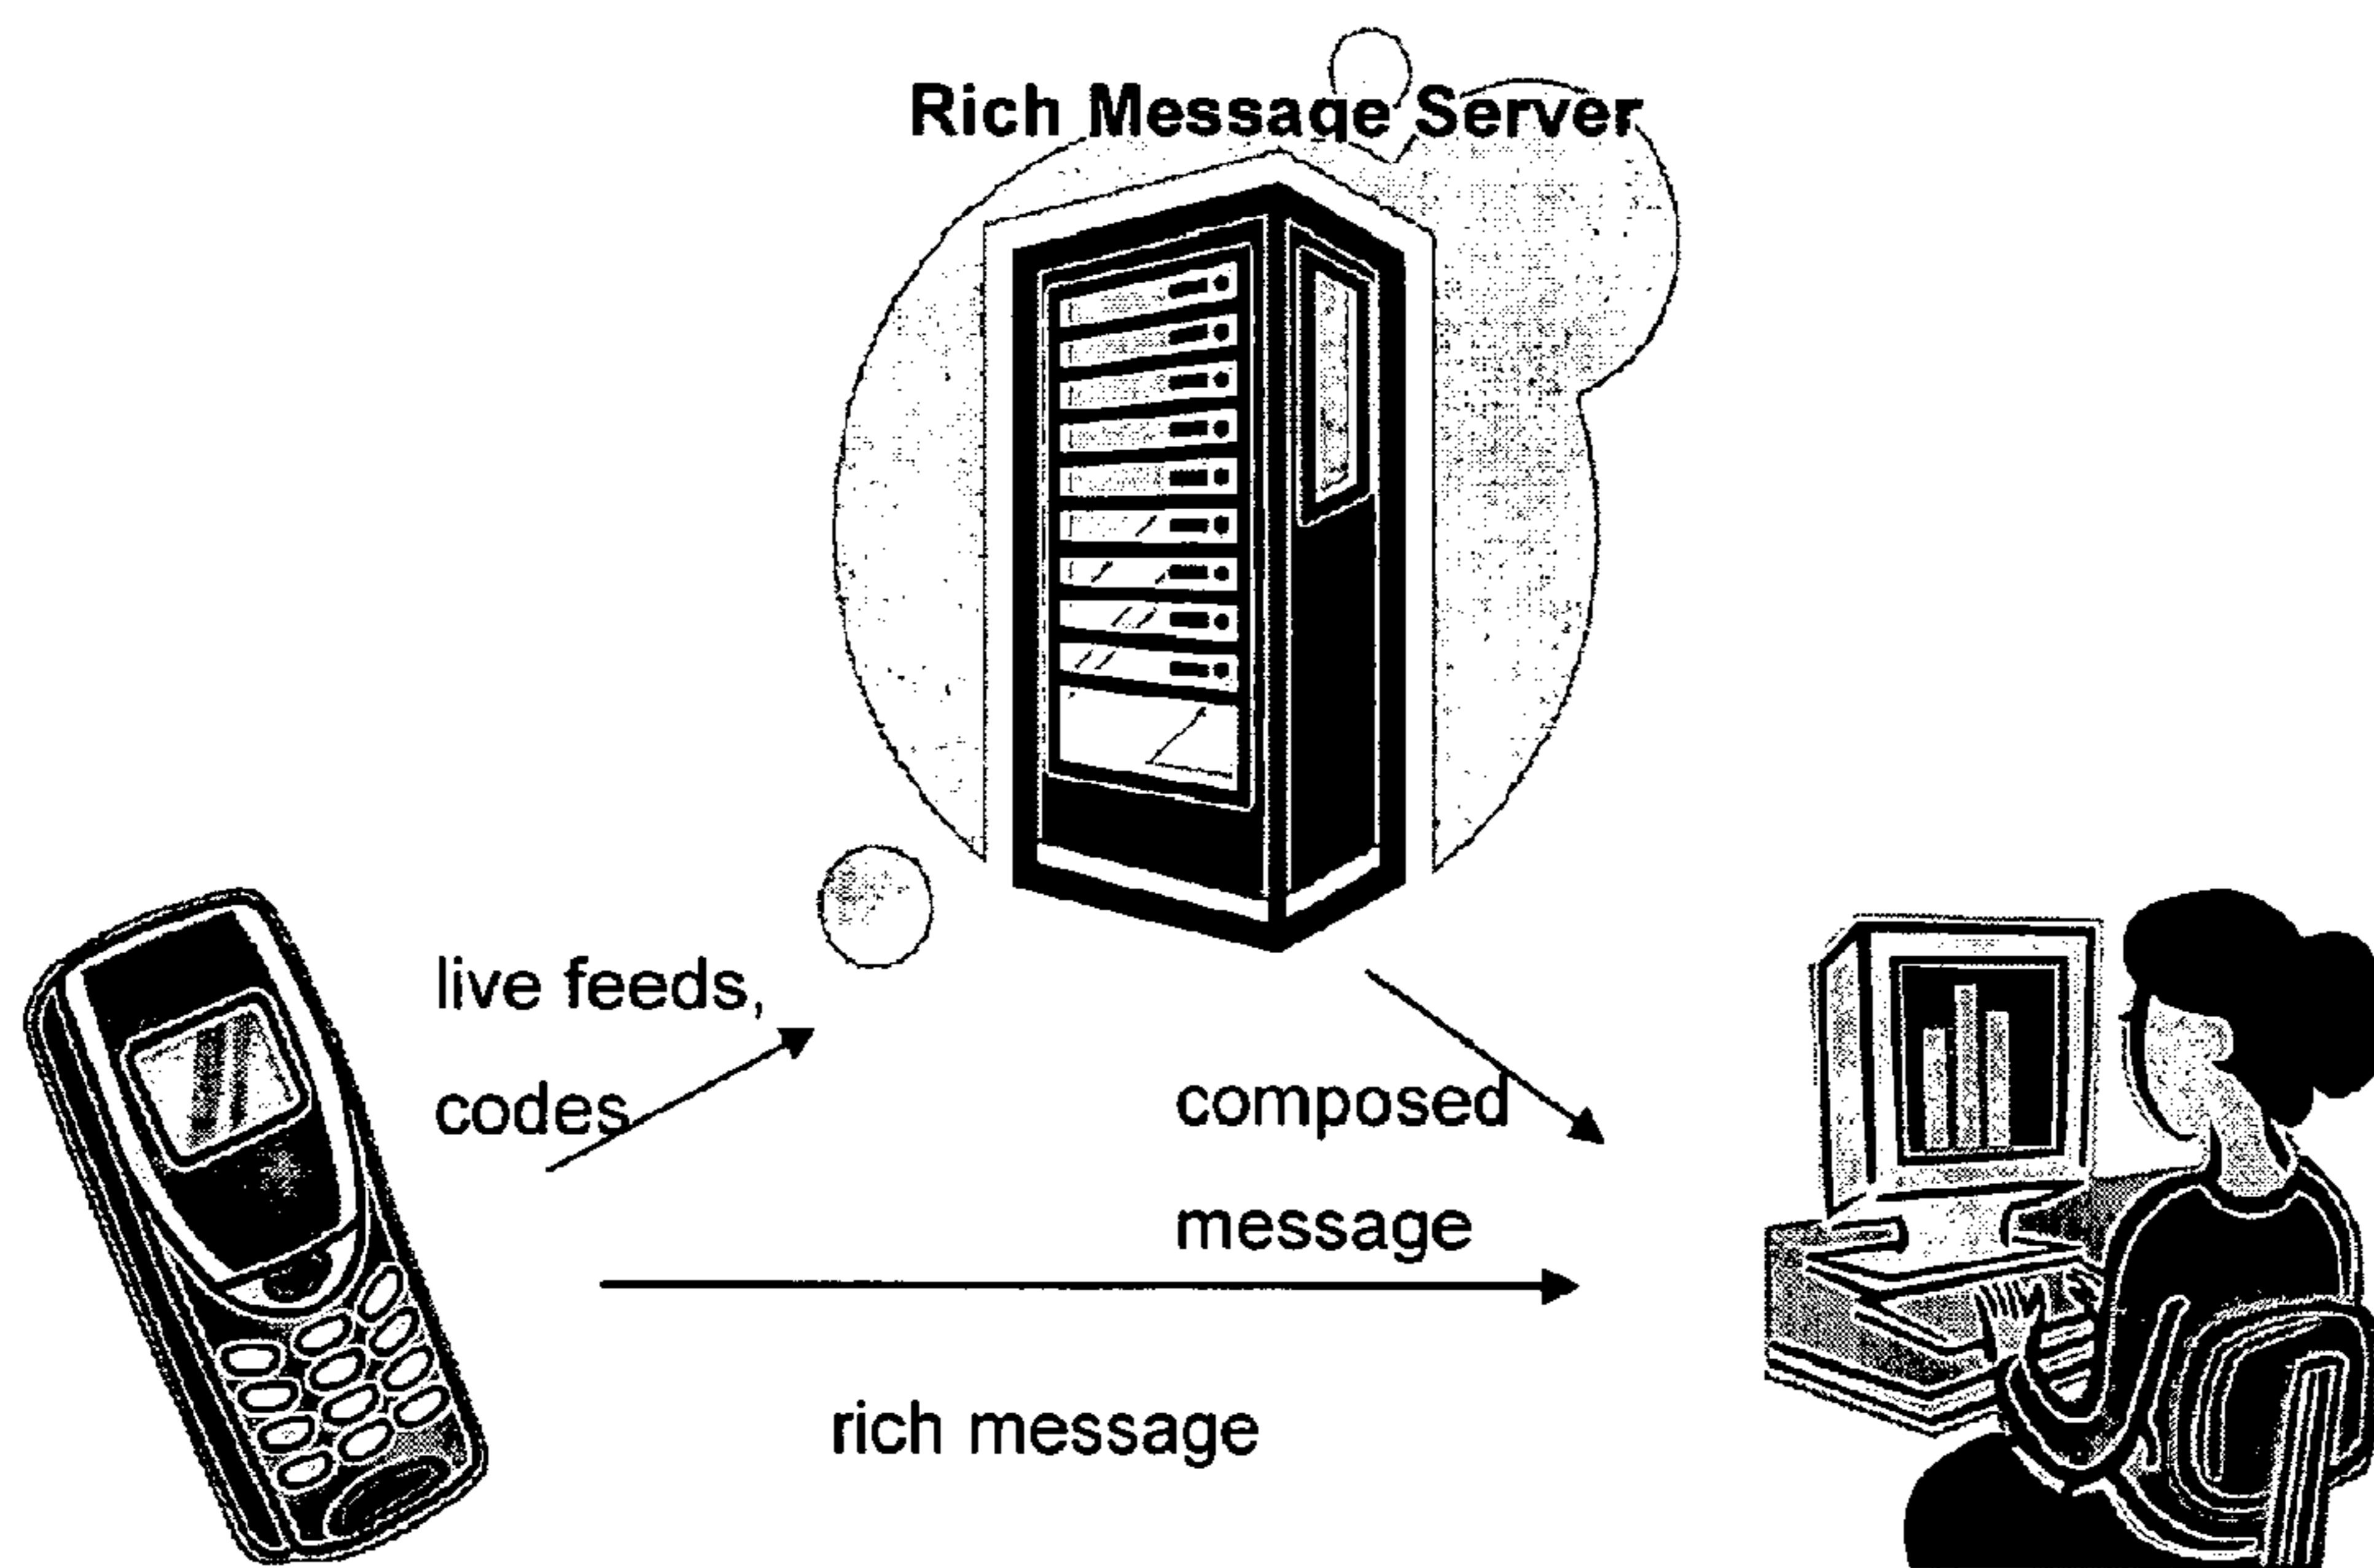 Rich Message Server
live feeds,
codes
composed
message
rich message